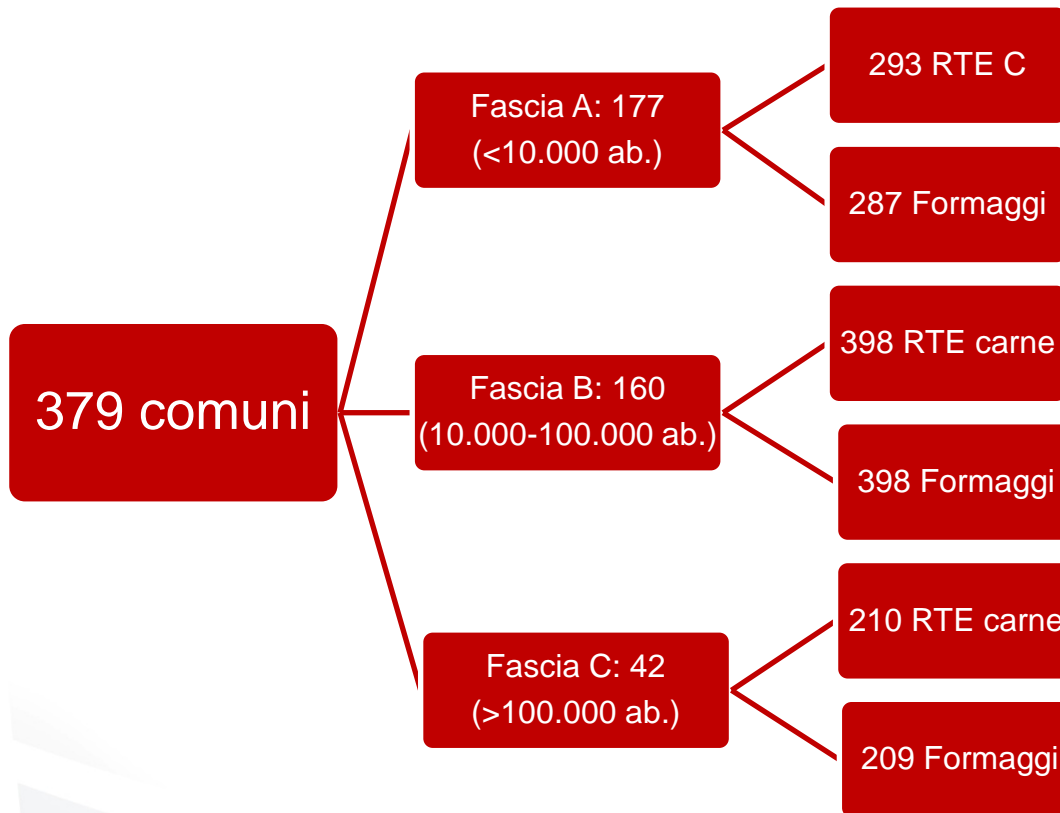 379 comuni
Fascia A: 177
(<10.000 ab.)
293 RTE C
287 Formaggi
Fascia B: 160
(10.000-100.000 ab.)
398 RTE carne
398 Formaggi
Fascia C: 42
(>100.000 ab.)
210 RTE carne
209 Formaggi